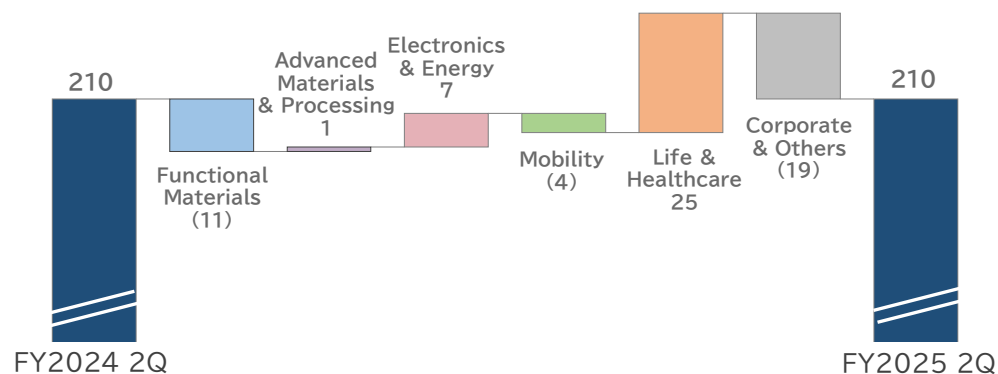 210
Functional
Materials
(11)
Advanced
Materials
& Processing
1
Electronics
& Energy
7
Mobility
(4)
Life &
Healthcare
25
Corporate
& Others
(19)
210
FY2024 2Q
FY2025 2Q